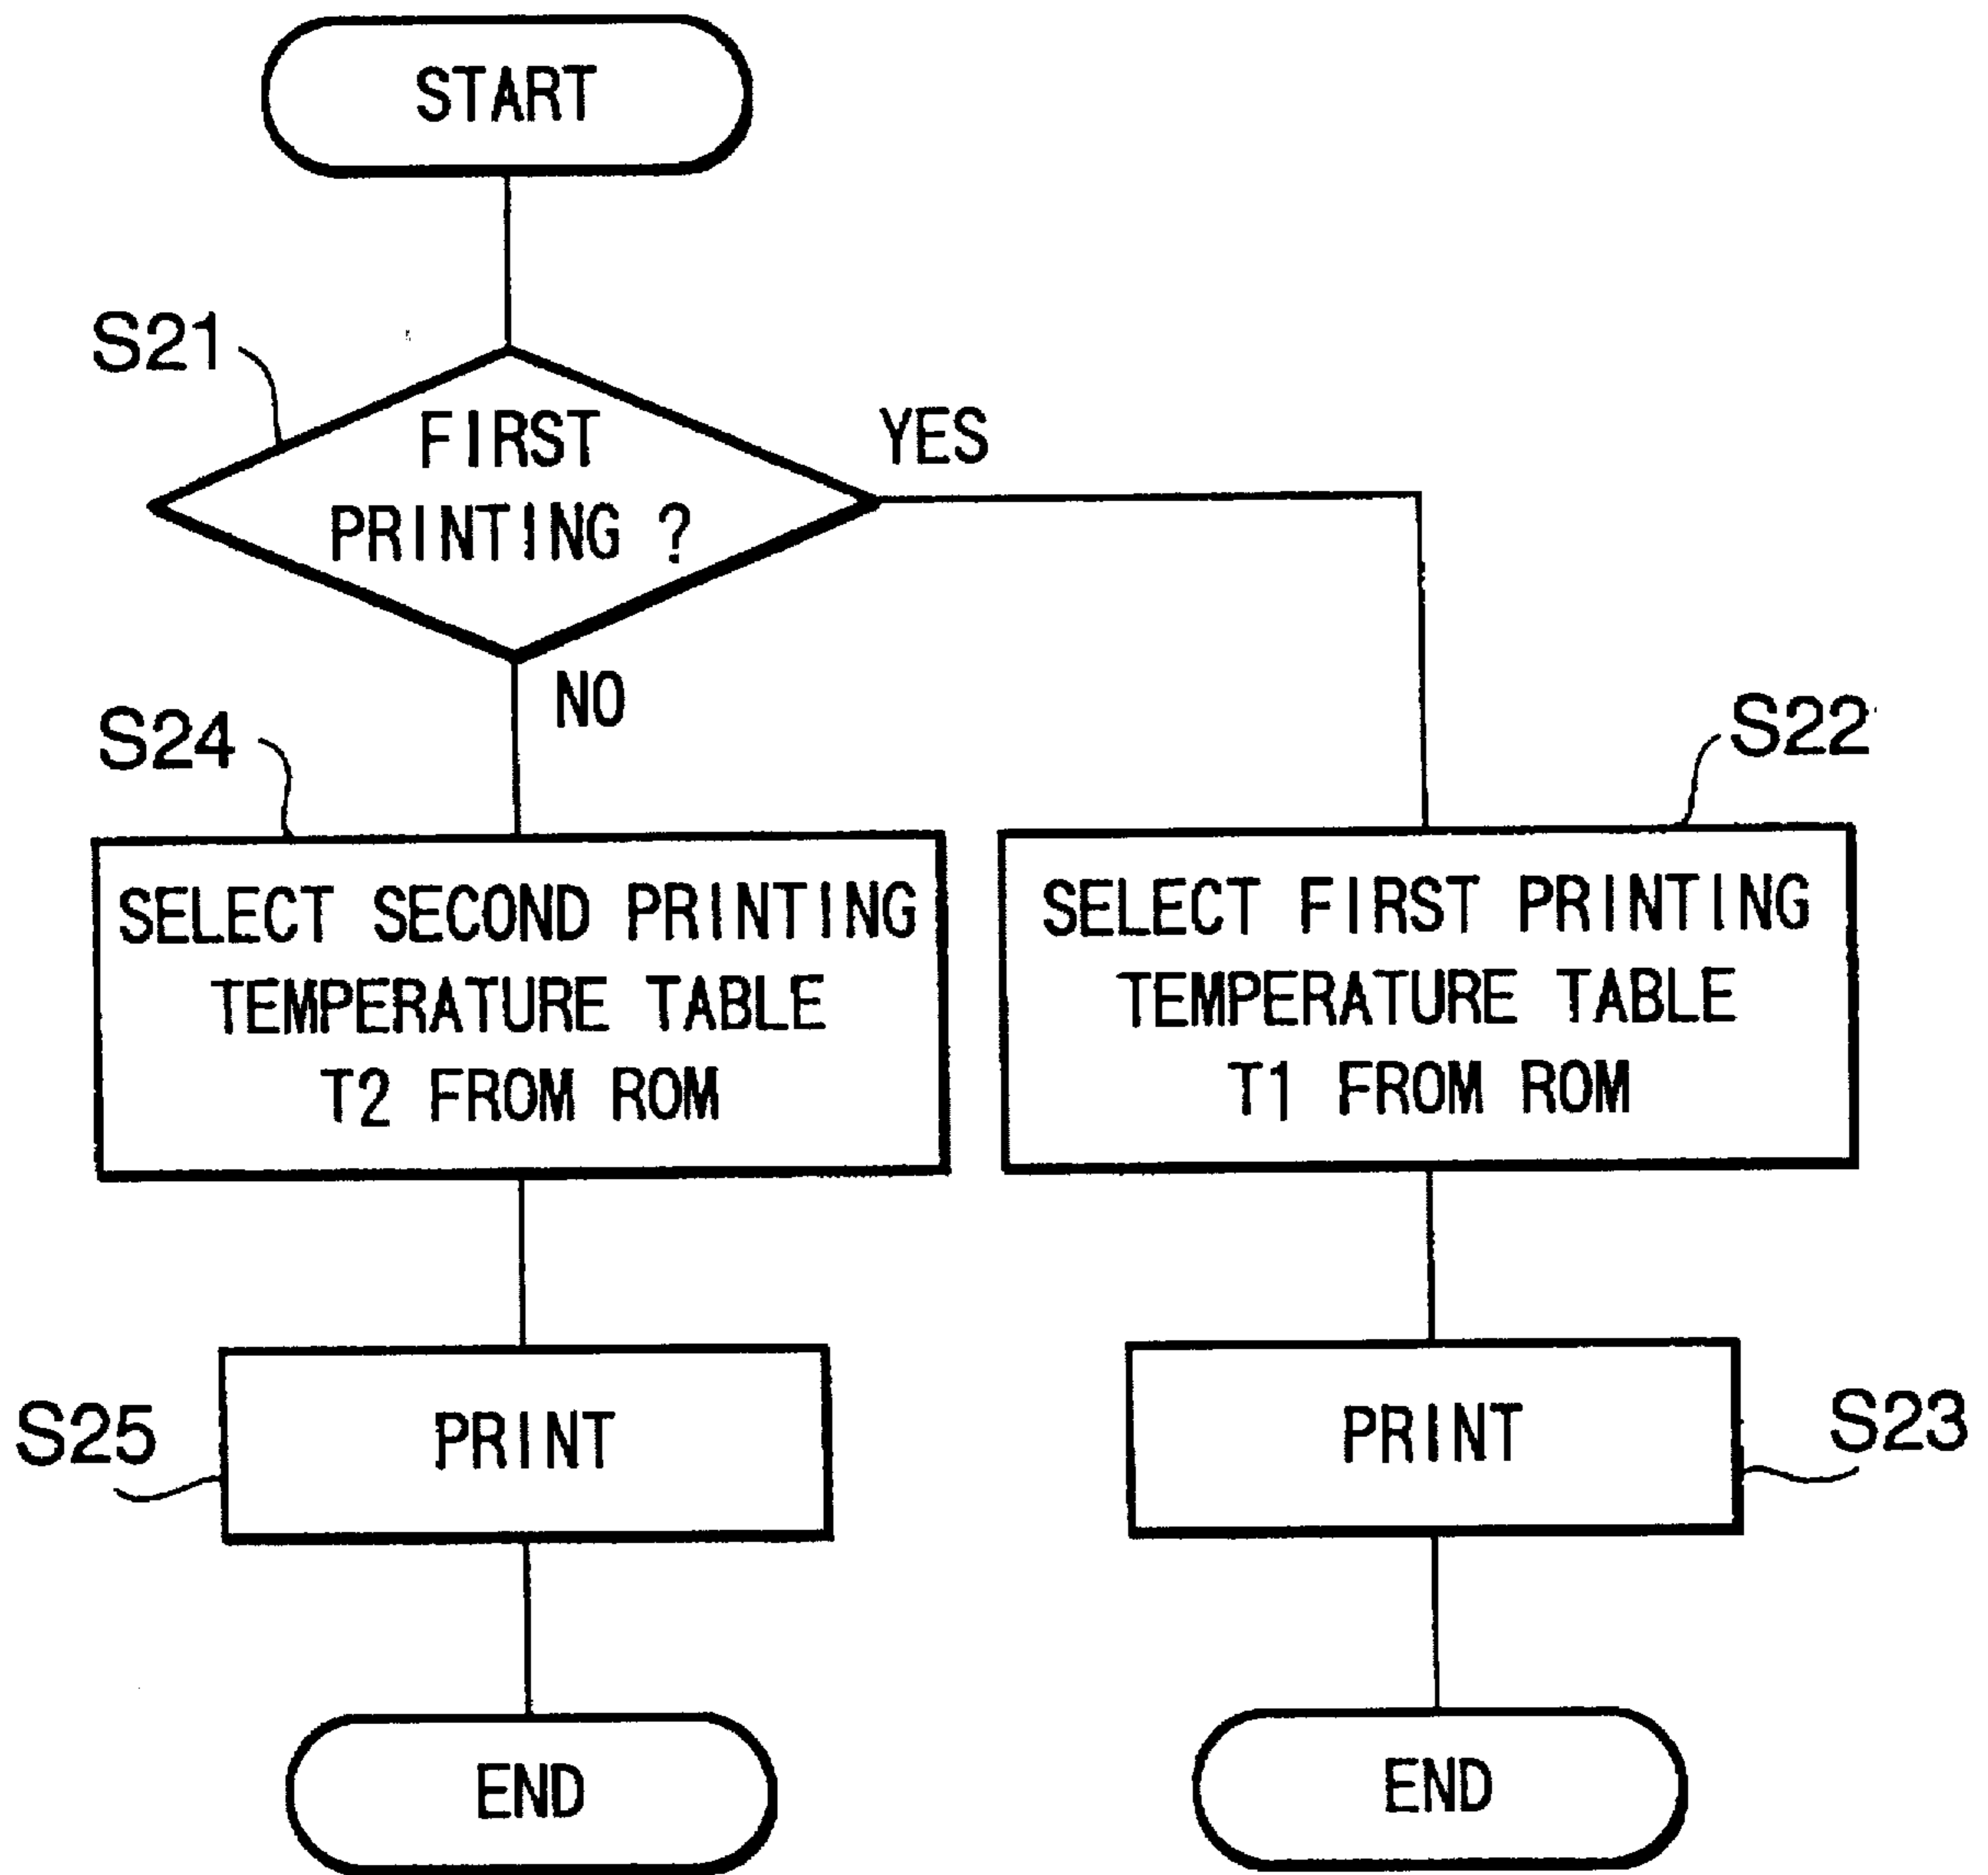 START
S21
FIRST
PRINTING ?
YES
NO
S24
S22
SELECT SECOND PRINTING
TEMPERATURE TABLE
T2 FROM ROM
SELECT FIRST PRINTING
TEMPERATURE TABLE
T1 FROM ROM
S25
PRINT
PRINT
S23
END
END